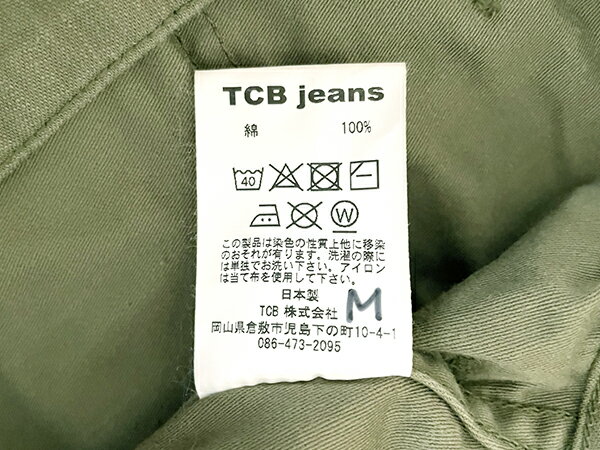 TCB jeans
綿 100%
40
W
この製品は染色の性質上他に移染
のおそれが有ります。洗濯の際に
は単独でお洗い下さい。アイロン
は当て布を使用して下さい。
日本製
TCB 株式会社 M
岡山県倉敷市児島下の町10-4-1
086-473-2095